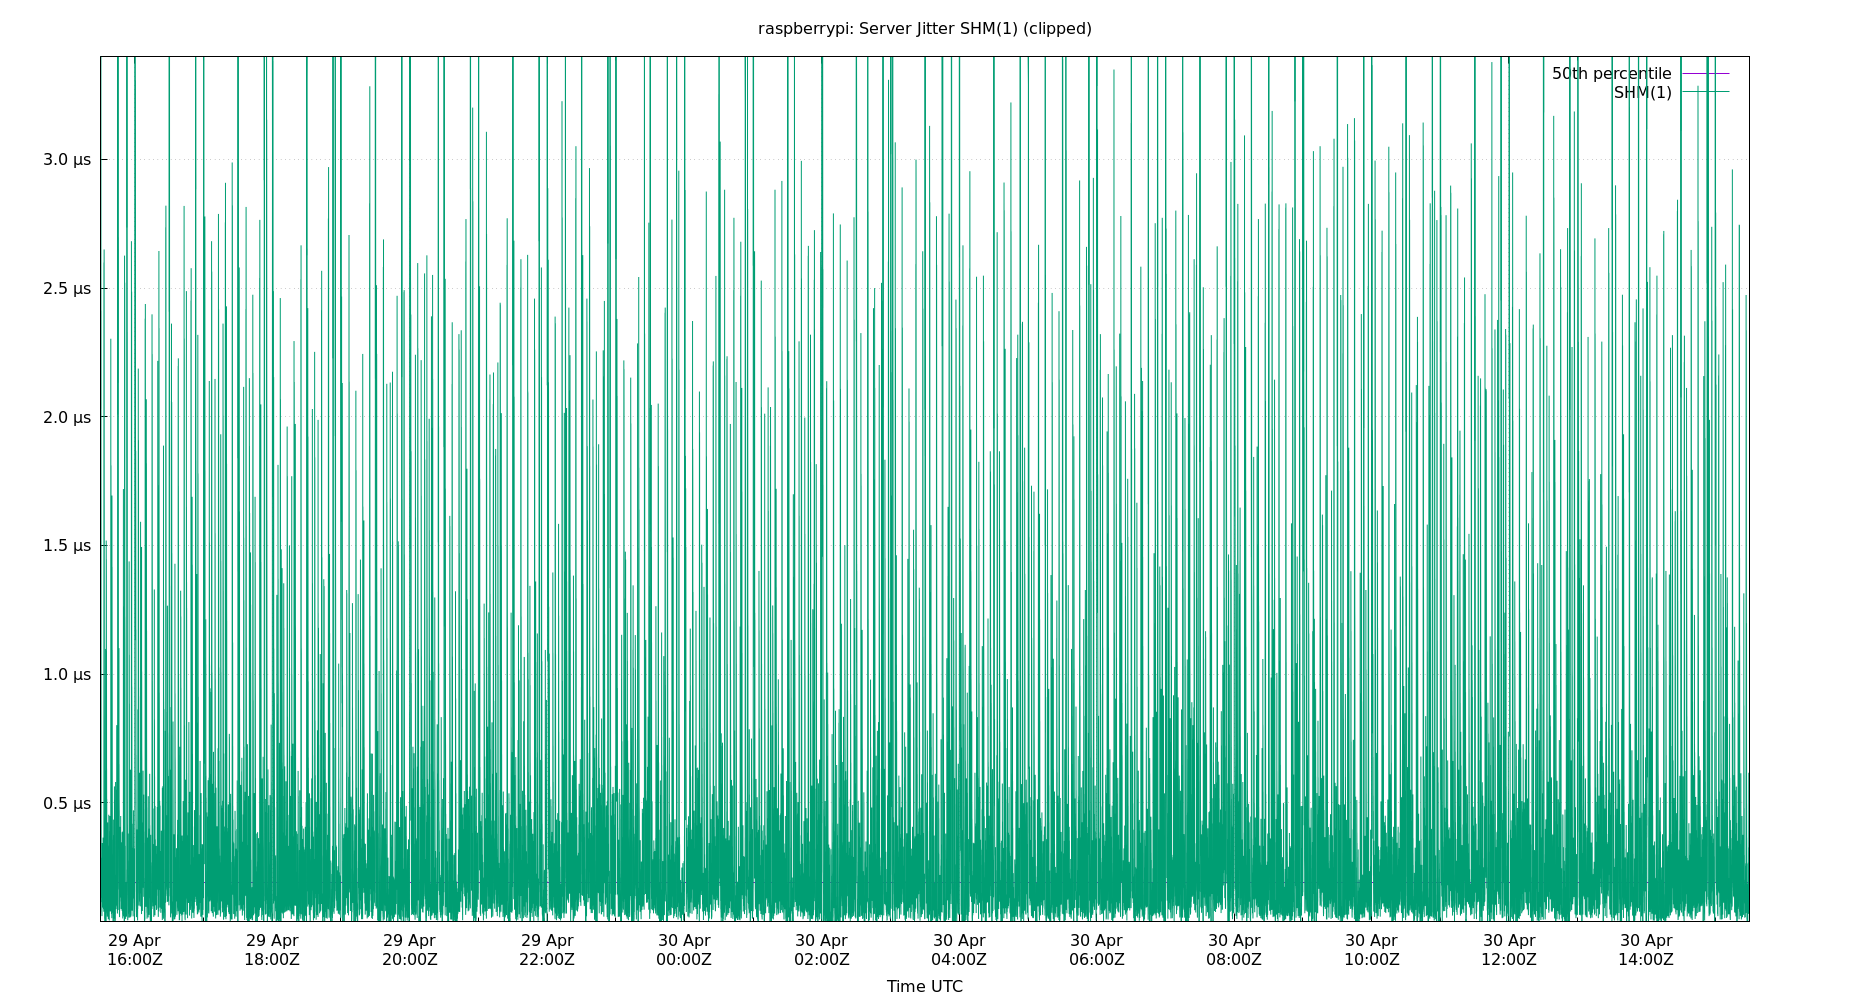 raspberrypi: Server Jitter SHM(1) (clipped)
50th percentile
SHM(1)
3.0 µs
2.5 µs
2.0 µs
1.5 µs
1.0 µs
0.5 µs
29 Apr 29 Apr 29 Apr 29 Apr 30 Apr 30 Apr 30 Apr 30 Apr 30 Apr 30 Apr 30 Apr 30 Apr
16:00Z 18:00Z 20:00Z 22:00Z 00:00Z 02:00Z 04:00Z 06:00Z 08:00Z 10:00Z 12:00Z 14:00Z
Time UTC